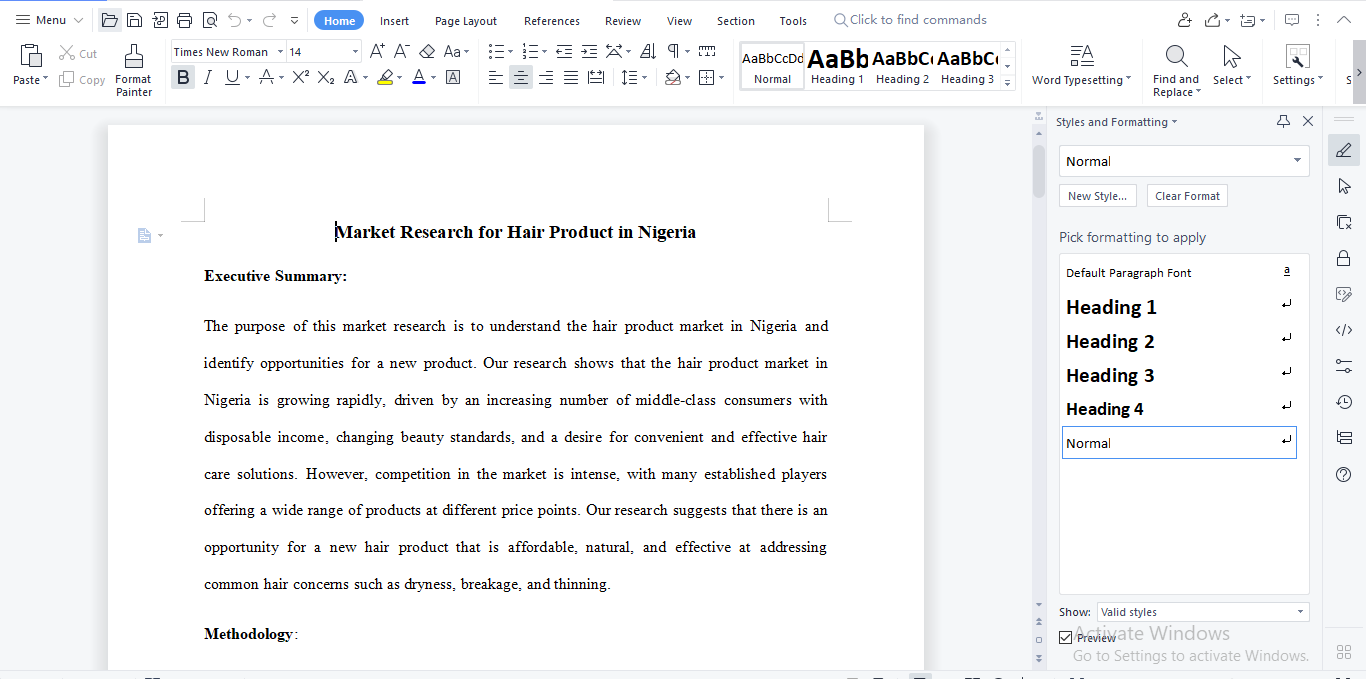 Menu Home Insert Page Layout References Review View Section Tools Click to find commands
Paste Cut Copy Format Painter
Times New Roman 14
AaBbCcDd AaBb AaBbC AaBbC
Normal Heading 1 Heading 2 Heading 3
Word Typesetting Find and Replace Select Settings
Styles and Formatting
Normal
New Style... Clear Format
Pick formatting to apply
Default Paragraph Font a
Heading 1
Heading 2
Heading 3
Heading 4
Normal
Show: Valid styles
Preview
Activate Windows
Go to Settings to activate Windows.
Market Research for Hair Product in Nigeria
Executive Summary:
The purpose of this market research is to understand the hair product market in Nigeria and
identify opportunities for a new product. Our research shows that the hair product market in
Nigeria is growing rapidly, driven by an increasing number of middle-class consumers with
disposable income, changing beauty standards, and a desire for convenient and effective hair
care solutions. However, competition in the market is intense, with many established players
offering a wide range of products at different price points. Our research suggests that there is an
opportunity for a new hair product that is affordable, natural, and effective at addressing
common hair concerns such as dryness, breakage, and thinning.
Methodology: